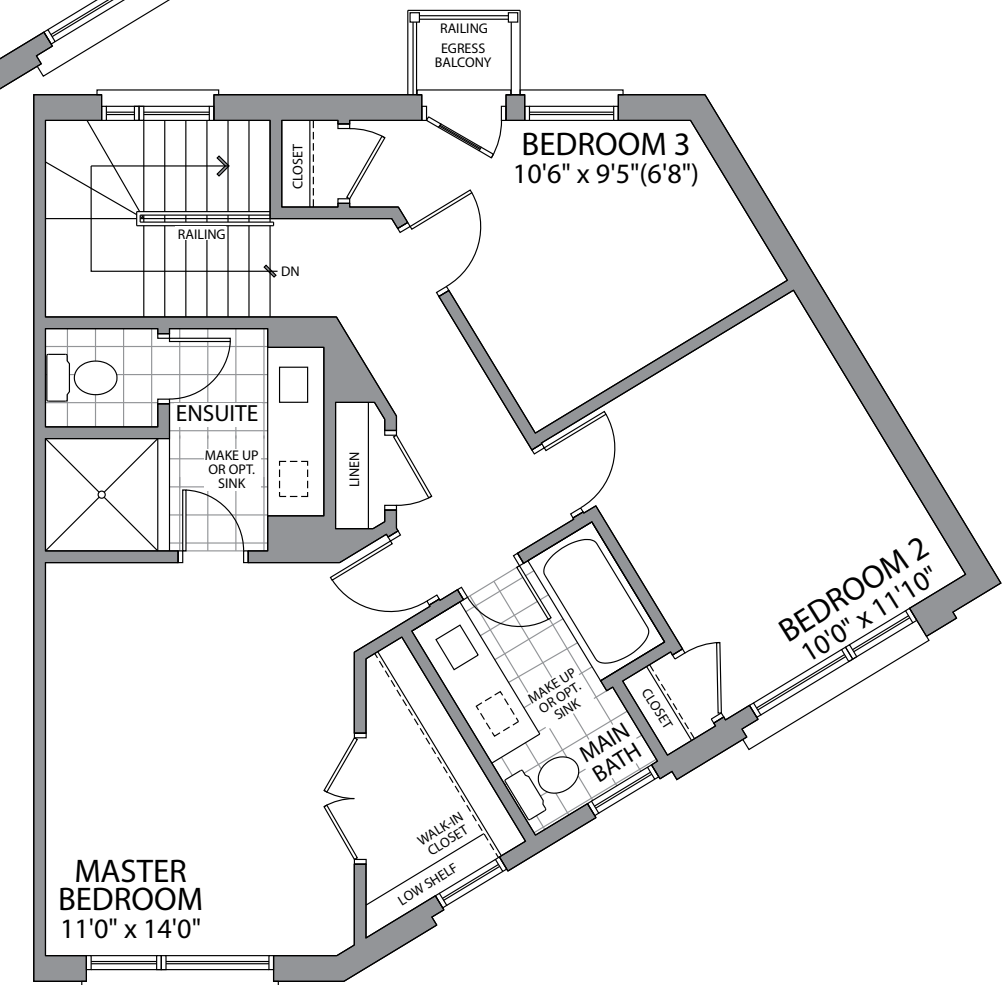 RAILING
EGRESS
BALCONY
BEDROOM 3
10'6" x 9'5"(6'8")
CLOSET
RAILING
DN
ENSUITE
MAKE UP
OR OPT.
SINK
LINEN
BEDROOM 2
10'0" x 11'10"
MAKE UP
OR OPT.
SINK
CLOSET
MAIN
BATH
WALK-IN
CLOSET
LOW SHELF
MASTER
BEDROOM
11'0" x 14'0"